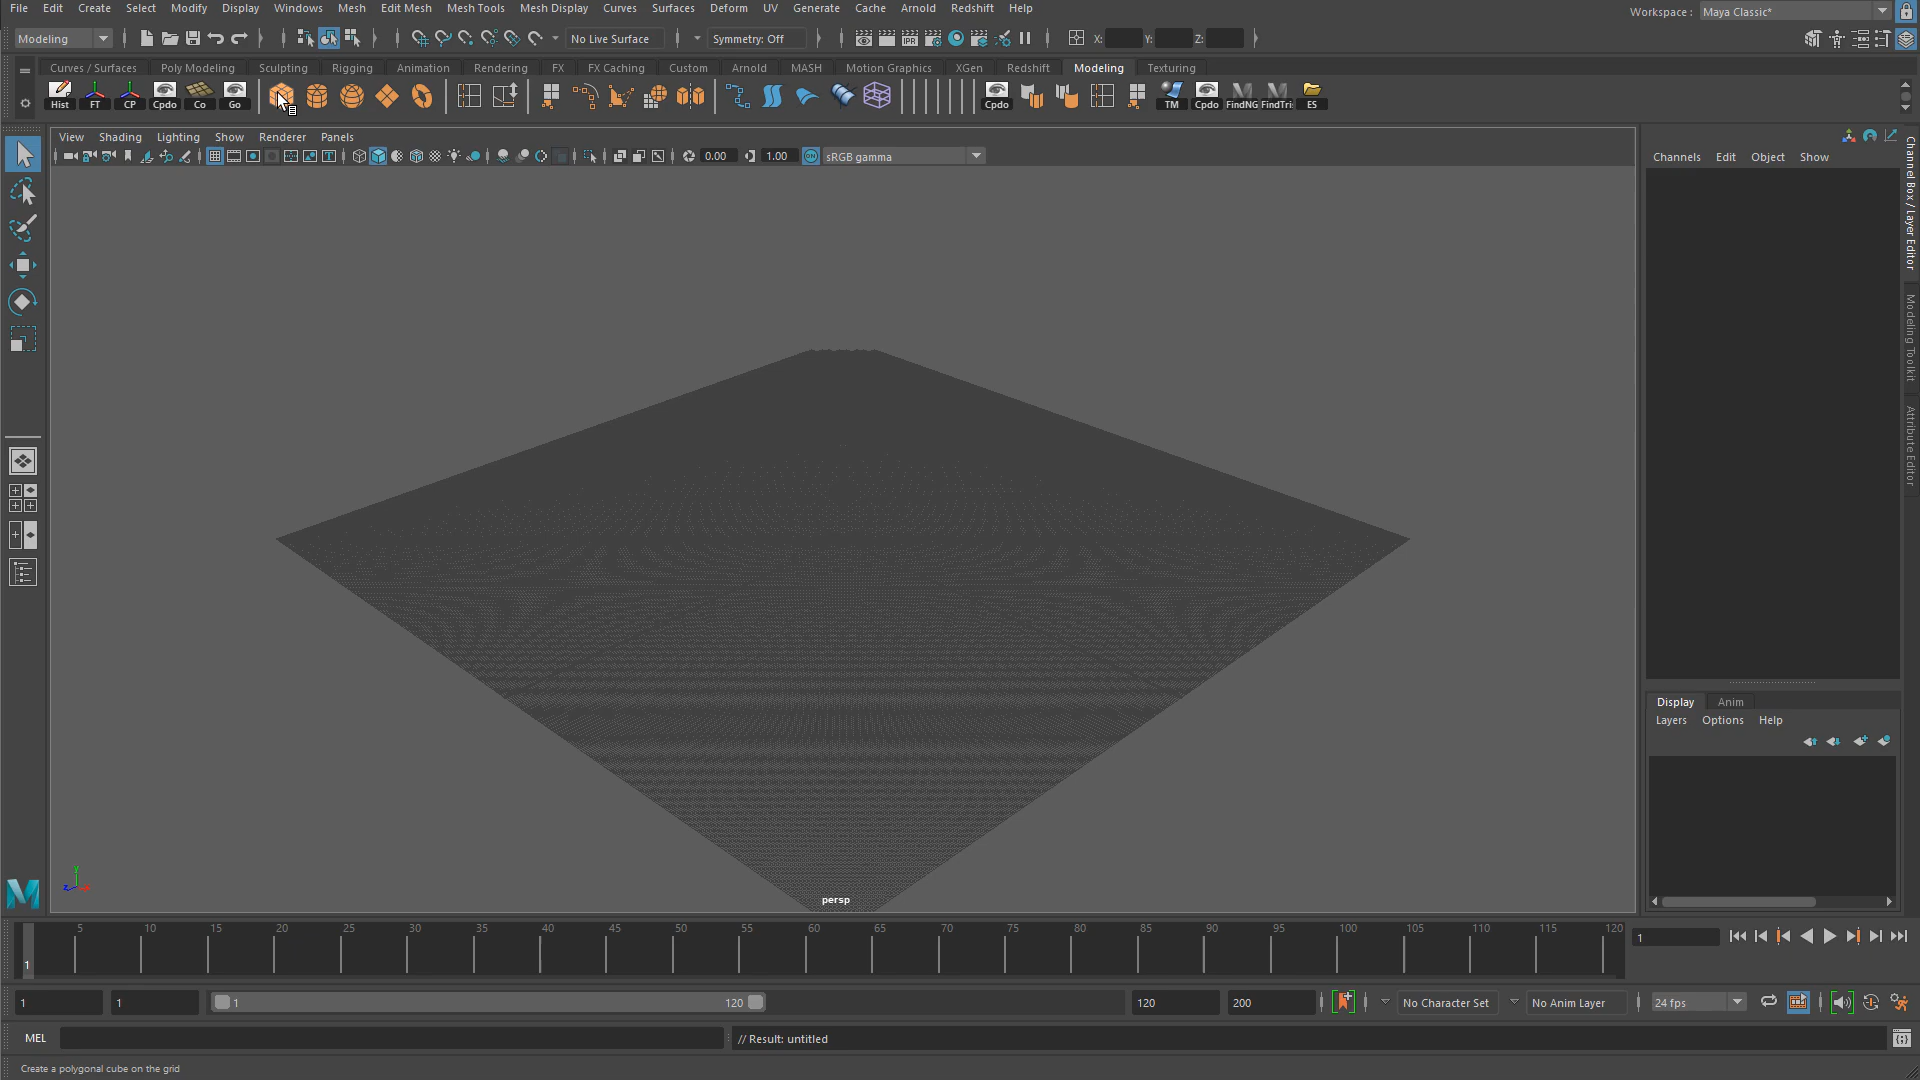 File Edit Create Select Modify Display Windows Mesh Edit Mesh Mesh Tools Mesh Display Curves Surfaces Deform UV Generate Cache Arnold Redshift Help
Workspace : Maya Classic*
Modeling No Live Surface Symmetry: Off X: Y: Z:
Curves / Surfaces Poly Modeling Sculpting Rigging Animation Rendering FX FX Caching Custom Arnold MASH Motion Graphics XGen Redshift Modeling Texturing
Hist FT CP Cpdo Co Go Cpdo TM Cpdo FindNG FindTri ES
View Shading Lighting Show Renderer Panels
0.00 1.00 ON sRGB gamma
Channels Edit Object Show
Channel Box / Layer Editor
Modeling Toolkit
Attribute Editor
Display Anim
Layers Options Help
y
z x
persp
5 10 15 20 25 30 35 40 45 50 55 60 65 70 75 80 85 90 95 100 105 110 115 120
1
1
1 1 1 120 120 200 No Character Set No Anim Layer 24 fps
MEL // Result: untitled
Create a polygonal cube on the grid